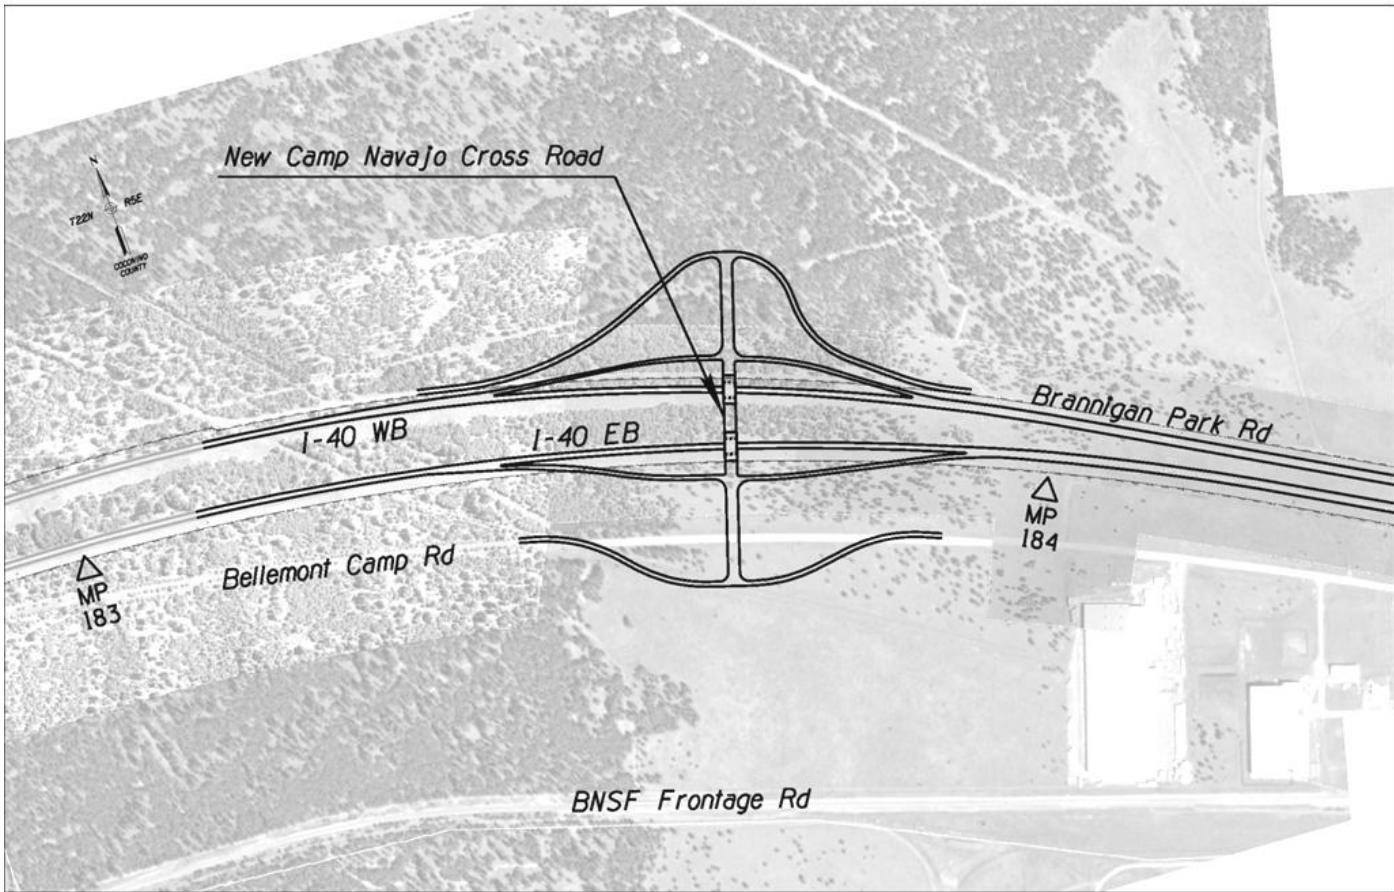 New Camp Navajo Cross Road
N
T22N R5E
COCONINO
COUNTY
Brannigan Park Rd
I-40 WB
I-40 EB
MP
184
Bellemont Camp Rd
MP
183
BNSF Frontage Rd